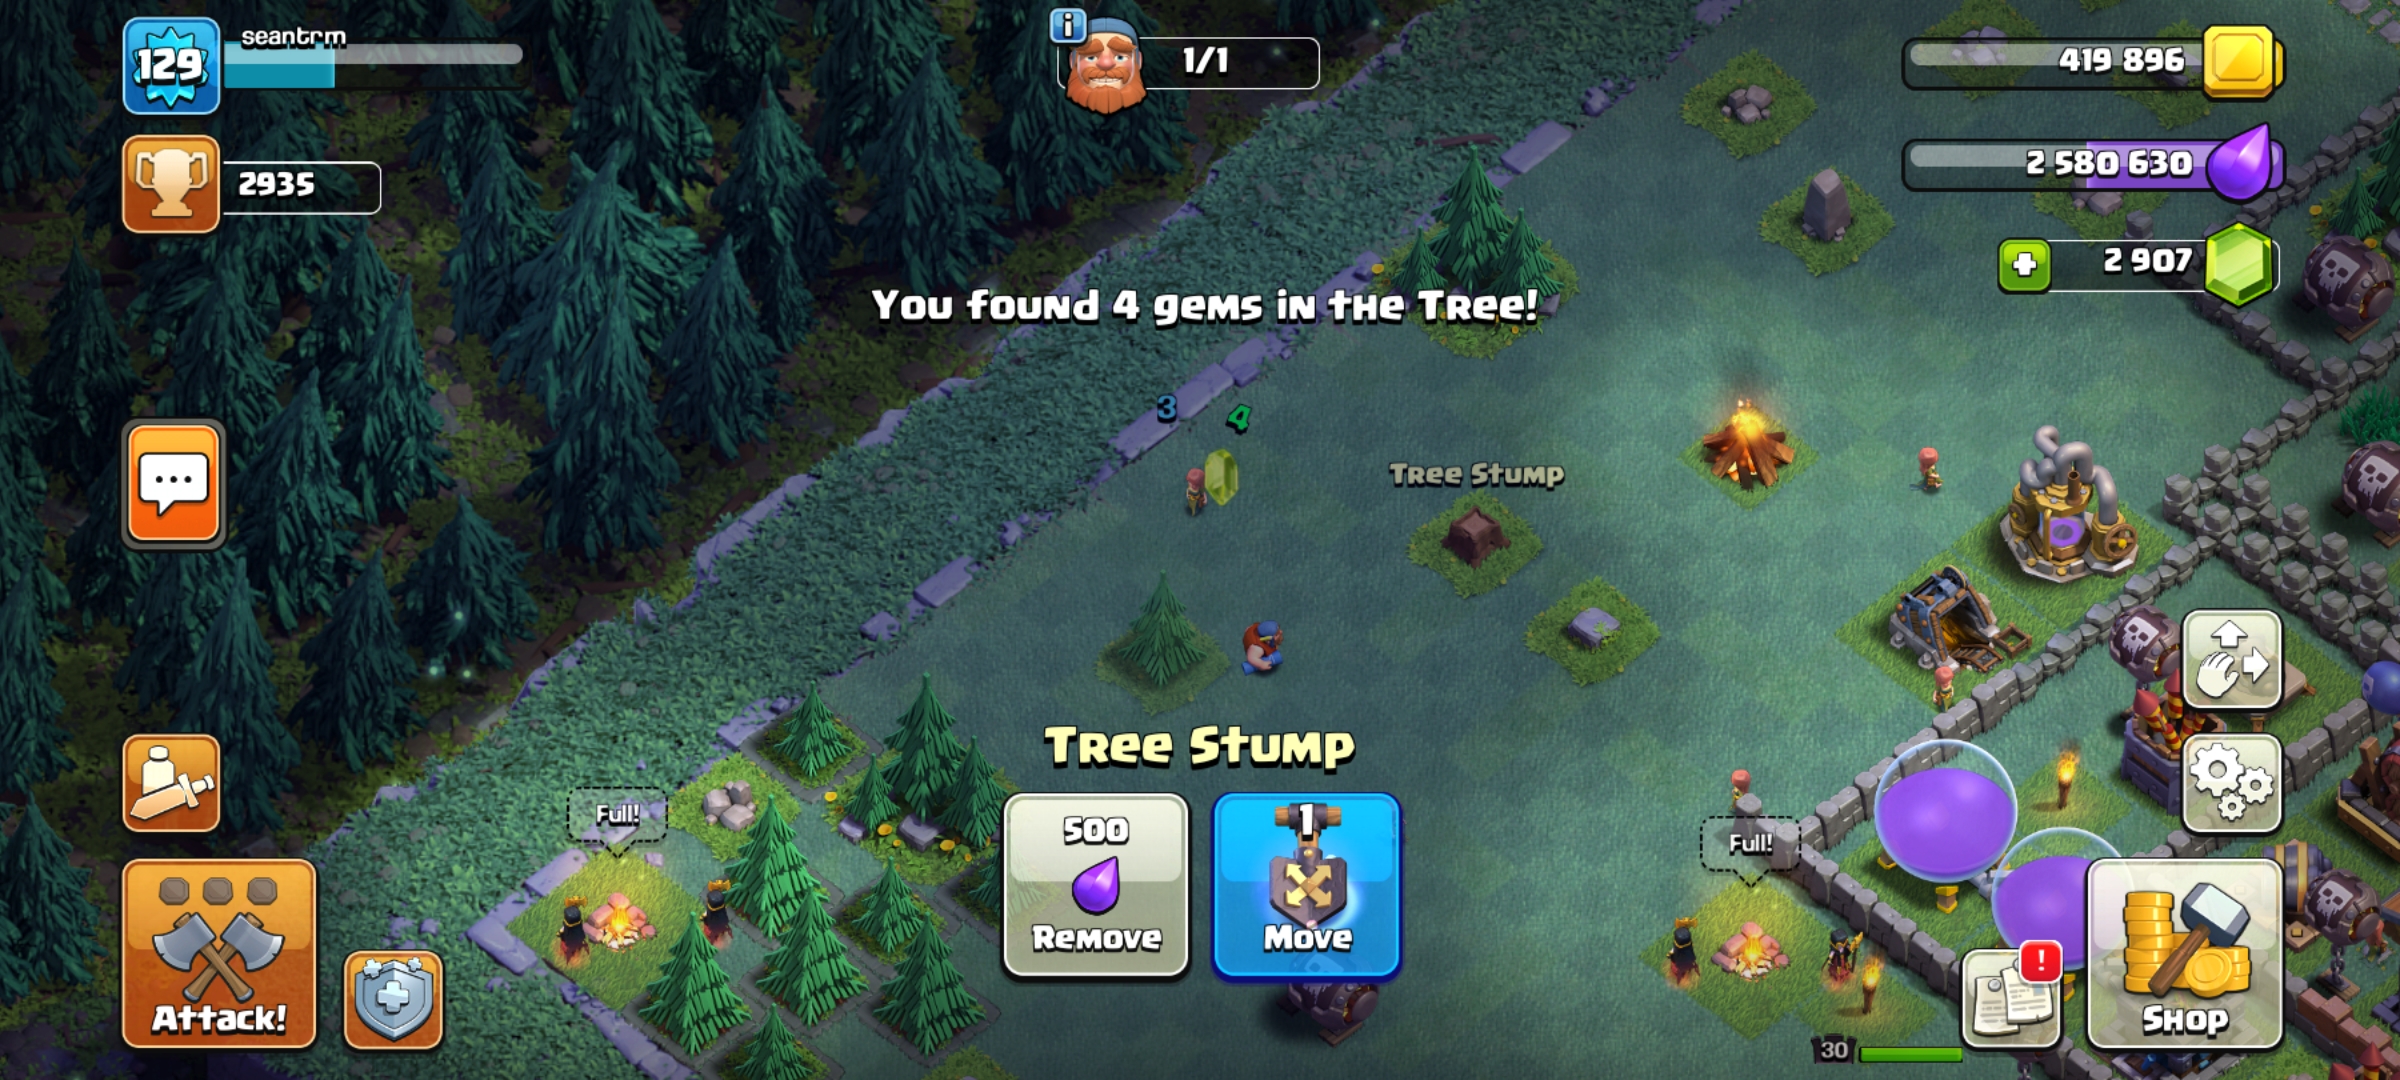 seantrm
129
1/1
419 896
2935
2 580 630
2 907
You found 4 gems in the Tree!
3
4
Tree Stump
Tree Stump
Full!
500
1
Full!
Remove
Move
Attack!
!
Shop
30